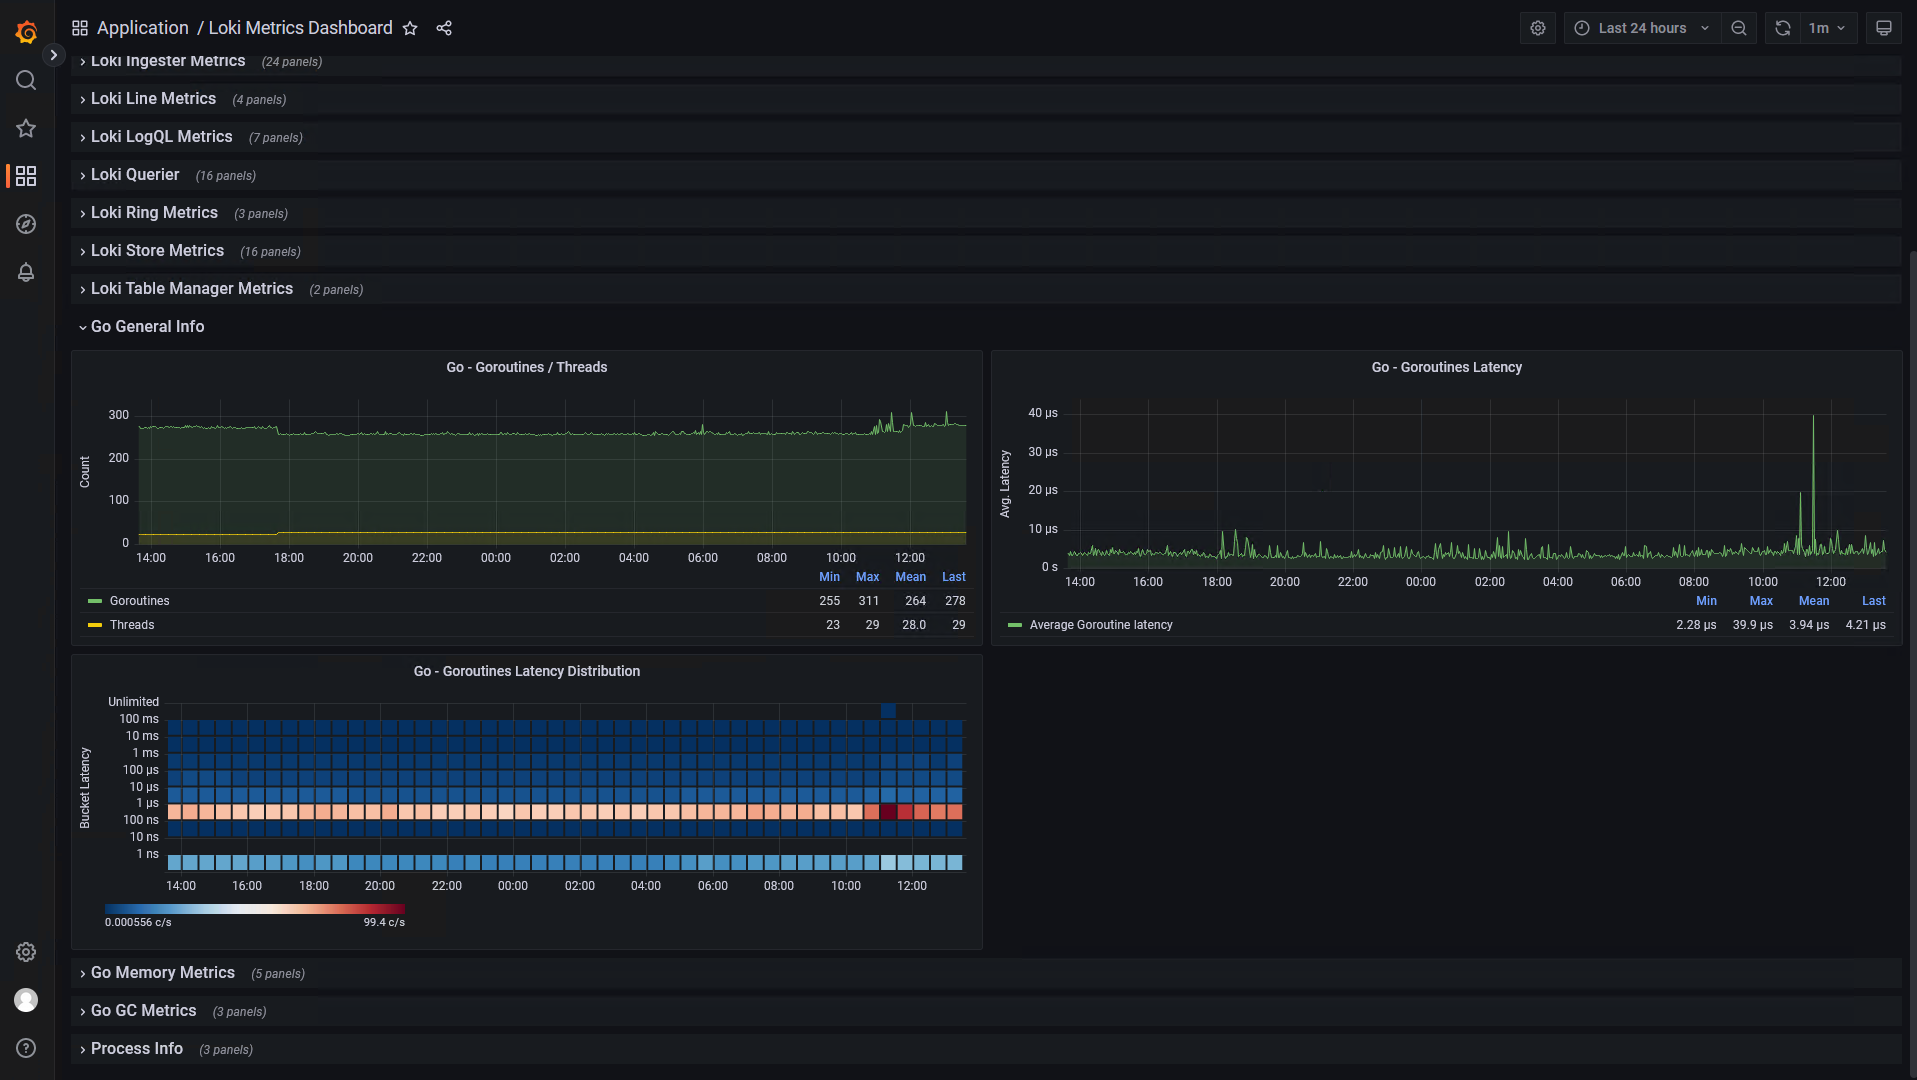 Application / Loki Metrics Dashboard
Last 24 hours
1m
Loki Ingester Metrics (24 panels)
Loki Line Metrics (4 panels)
Loki LogQL Metrics (7 panels)
Loki Querier (16 panels)
Loki Ring Metrics (3 panels)
Loki Store Metrics (16 panels)
Loki Table Manager Metrics (2 panels)
Go General Info
Go - Goroutines / Threads
Count
300
200
100
0
14:00 16:00 18:00 20:00 22:00 00:00 02:00 04:00 06:00 08:00 10:00 12:00
Min Max Mean Last
Goroutines 255 311 264 278
Threads 23 29 28.0 29
Go - Goroutines Latency
Avg. Latency
40 µs
30 µs
20 µs
10 µs
0 s
14:00 16:00 18:00 20:00 22:00 00:00 02:00 04:00 06:00 08:00 10:00 12:00
Min Max Mean Last
Average Goroutine latency 2.28 µs 39.9 µs 3.94 µs 4.21 µs
Go - Goroutines Latency Distribution
Bucket Latency
Unlimited
100 ms
10 ms
1 ms
100 µs
10 µs
1 µs
100 ns
10 ns
1 ns
14:00 16:00 18:00 20:00 22:00 00:00 02:00 04:00 06:00 08:00 10:00 12:00
0.000556 c/s 99.4 c/s
Go Memory Metrics (5 panels)
Go GC Metrics (3 panels)
Process Info (3 panels)